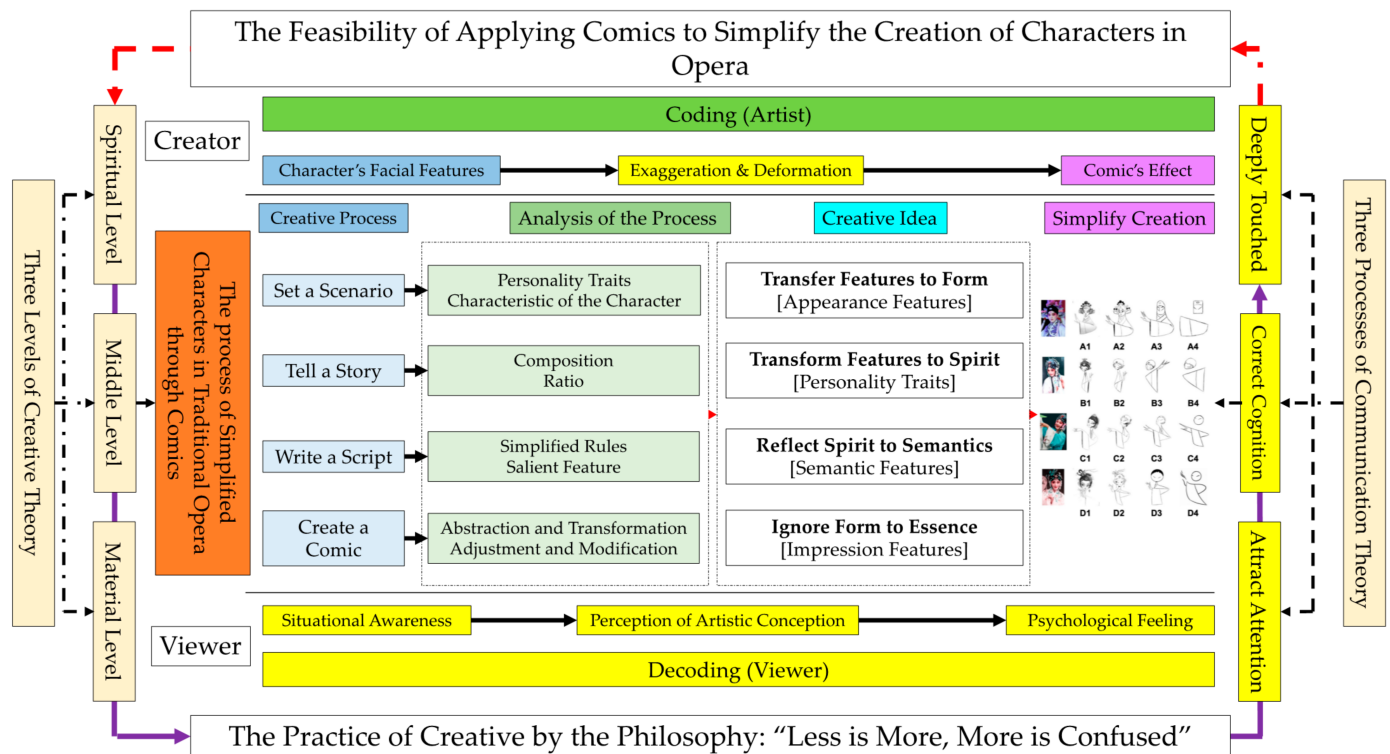 The Feasibility of Applying Comics to Simplify the Creation of Characters in
Opera
Three Levels of Creative Theory
Spiritual Level
Middle Level
Material Level
The process of Simplified
Characters in Traditional Opera
through Comics
Creator
Coding (Artist)
Character's Facial Features
Exaggeration & Deformation
Comic's Effect
Creative Process
Analysis of the Process
Creative Idea
Simplify Creation
Set a Scenario
Personality Traits
Characteristic of the Character
Transfer Features to Form
[Appearance Features]
A1 A2 A3 A4
Tell a Story
Composition
Ratio
Transform Features to Spirit
[Personality Traits]
B1 B2 B3 B4
Write a Script
Simplified Rules
Salient Feature
Reflect Spirit to Semantics
[Semantic Features]
C1 C2 C3 C4
Create a
Comic
Abstraction and Transformation
Adjustment and Modification
Ignore Form to Essence
[Impression Features]
D1 D2 D3 D4
Viewer
Situational Awareness
Perception of Artistic Conception
Psychological Feeling
Decoding (Viewer)
Deeply Touched
Correct Cognition
Attract Attention
Three Processes of Communication Theory
The Practice of Creative by the Philosophy: “Less is More, More is Confused”